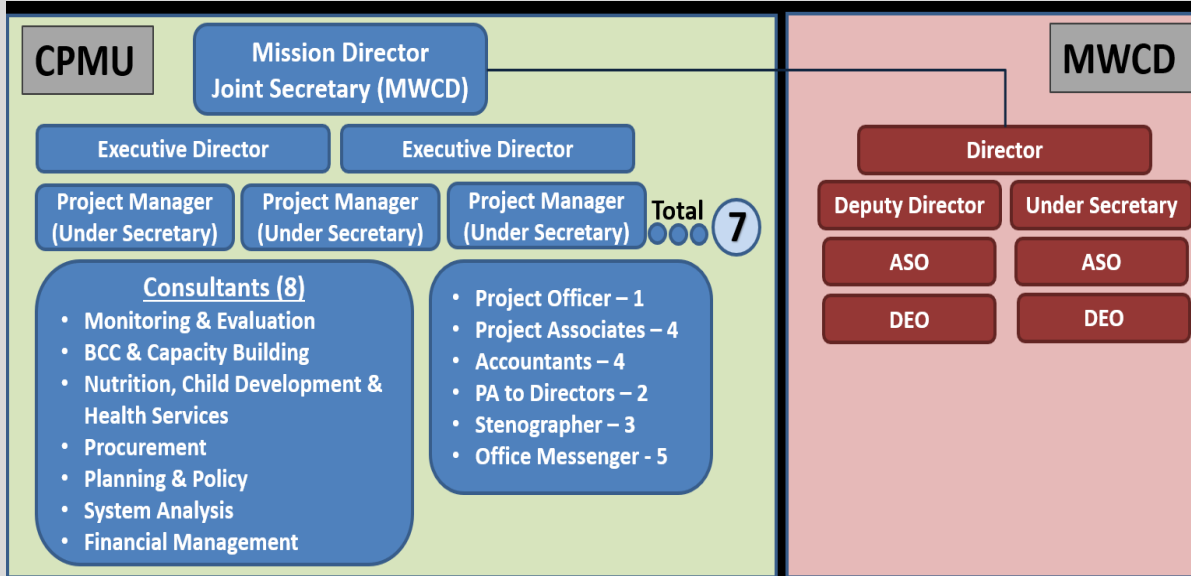 CPMU
Mission Director
Joint Secretary (MWCD)
Executive Director
Executive Director
Project Manager
(Under Secretary)
Project Manager
(Under Secretary)
Project Manager
(Under Secretary)
Total
7
Consultants (8)
• Monitoring & Evaluation
• BCC & Capacity Building
• Nutrition, Child Development &
Health Services
• Procurement
• Planning & Policy
• System Analysis
• Financial Management
• Project Officer – 1
• Project Associates – 4
• Accountants – 4
• PA to Directors – 2
• Stenographer – 3
• Office Messenger - 5
MWCD
Director
Deputy Director
Under Secretary
ASO
ASO
DEO
DEO